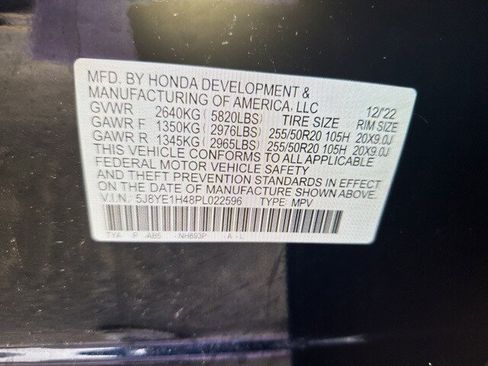 MFD. BY HONDA DEVELOPMENT &
MANUFACTURING OF AMERICA, LLC 12/'22
GVWR 2640KG (5820LBS) TIRE SIZE RIM SIZE
GAWR F 1350KG (2976LBS) 255/50R20 105H 20X9.0J
GAWR R 1345KG (2965LBS) 255/50R20 105H 20X9.0J
THIS VEHICLE CONFORMS TO ALL APPLICABLE
FEDERAL MOTOR VEHICLE SAFETY
AND THEFT PREVENTION STANDARDS IN EFFECT
ON THE DATE OF MANUFACTURE SHOWN ABOVE.
V.I.N.: 5J8YE1H48PL022596 TYPE: MPV
TYA P AB5 NH893P A - L